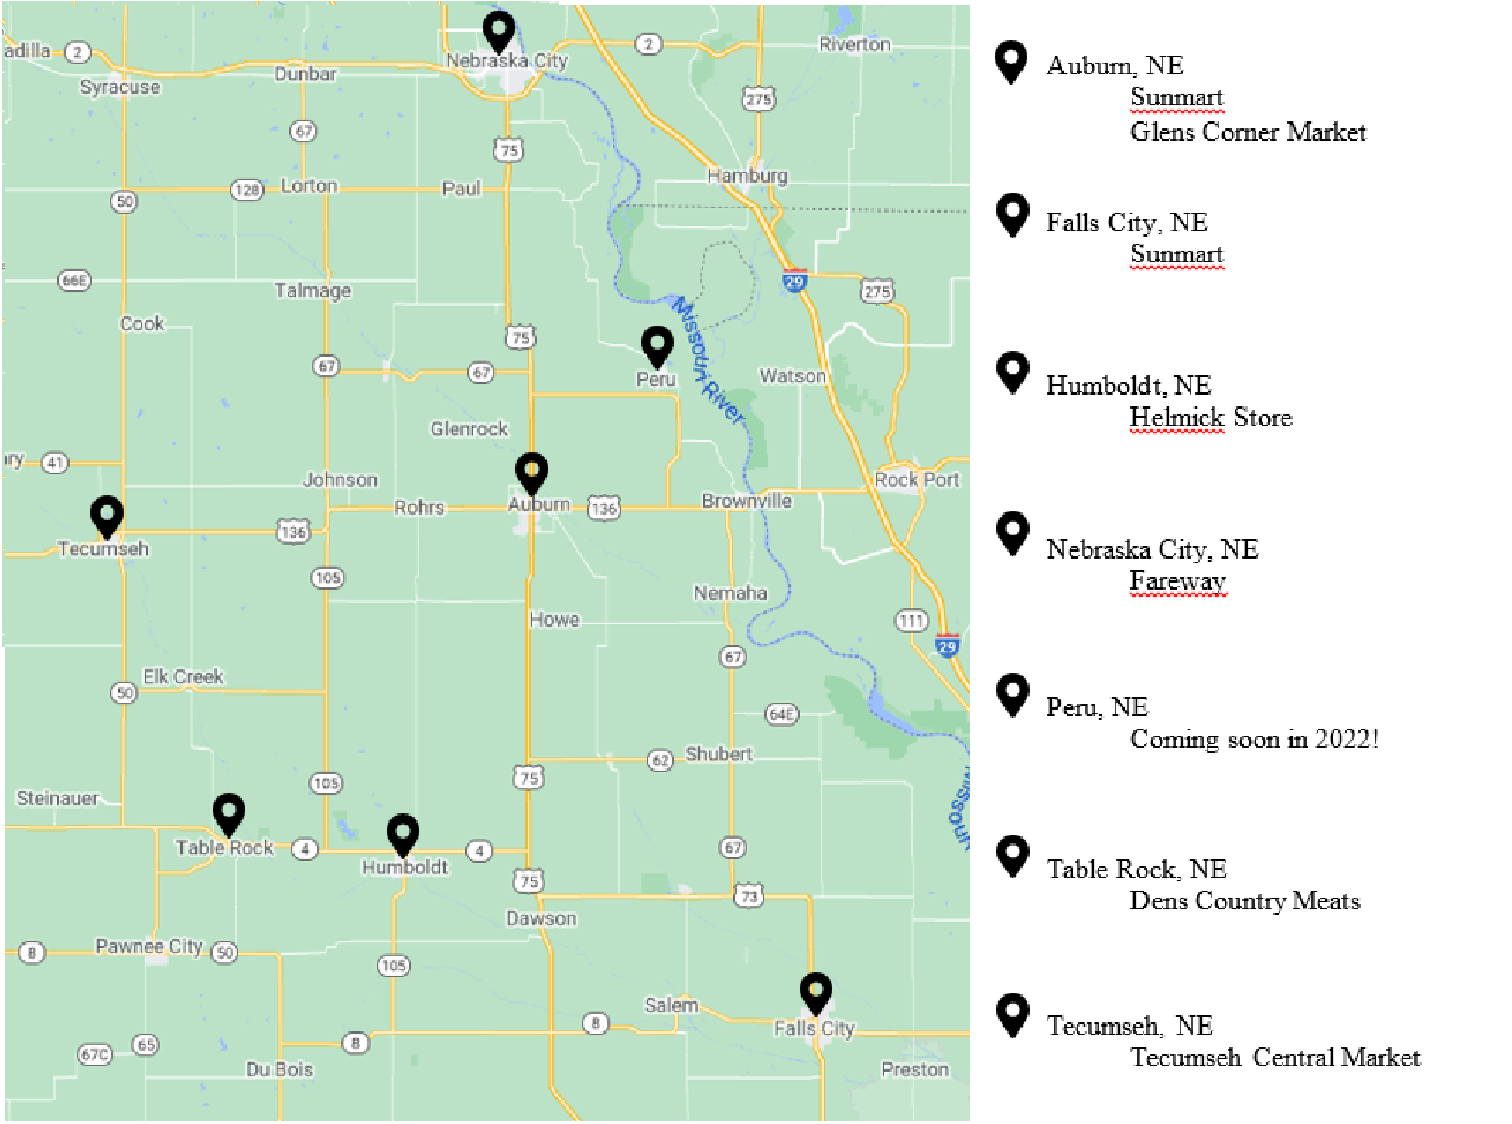 adilla
2
Syracuse
Dunbar
Nebraska City
2
Riverton
67
75
275
50
128
Lorton
Paul
Hamburg
66E
Talmage
29
275
Cook
75
Missouri River
67
67
Peru
Watson
Glenrock
41
Johnson
Rock Port
Rohrs
Auburn
136
Brownville
Tecumseh
136
105
Nemaha
Howe
111
29
67
Elk Creek
50
64E
62
Shubert
75
105
Steinauer
Table Rock
4
Humboldt
4
67
75
73
Dawson
Pawnee City
50
8
105
Salem
8
Falls City
65
67C
8
Du Bois
Preston
Auburn, NE
Sunmart
Glens Corner Market
Falls City, NE
Sunmart
Humboldt, NE
Helmick Store
Nebraska City, NE
Fareway
Peru, NE
Coming soon in 2022!
Table Rock, NE
Dens Country Meats
Tecumseh, NE
Tecumseh Central Market